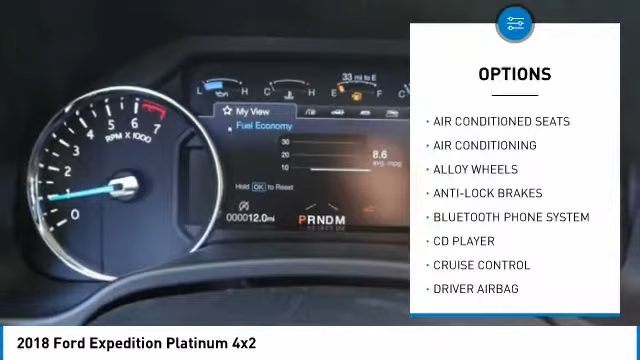 33 mi to E
L H C H E F C
My View
Fuel Economy
30
20
10
8.6
avg. mpg
Hold OK to Reset
000012.0mi
PRNDM
0
1
2
3
4
5
6
7
RPM X 1000
OPTIONS
· AIR CONDITIONED SEATS
· AIR CONDITIONING
· ALLOY WHEELS
· ANTI-LOCK BRAKES
· BLUETOOTH PHONE SYSTEM
· CD PLAYER
· CRUISE CONTROL
· DRIVER AIRBAG
2018 Ford Expedition Platinum 4x2